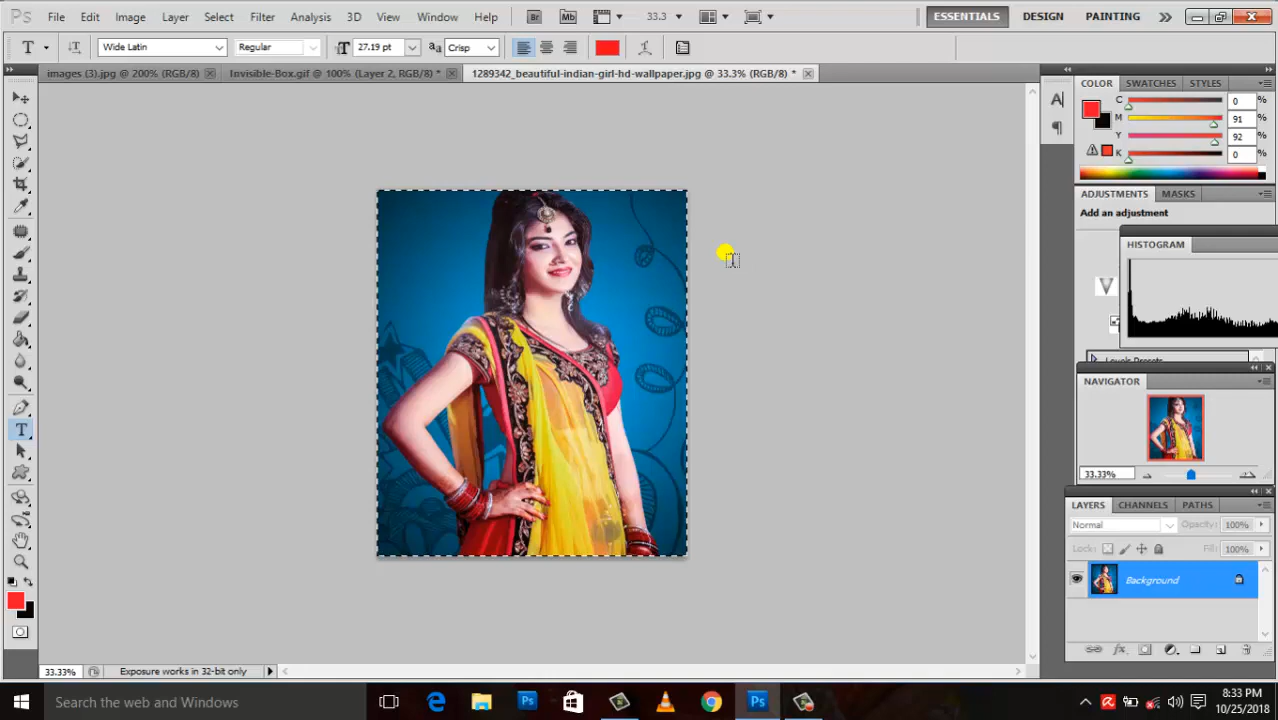 Ps File Edit Image Layer Select Filter Analysis 3D View Window Help Br Mb 33.3 ESSENTIALS DESIGN PAINTING
T Wide Latin Regular 27.19 pt aa Crisp
images (3).jpg @ 200% (RGB/8) Invisible-Box.gif @ 100% (Layer 2, RGB/8) * 1289342_beautiful-indian-girl-hd-wallpaper.jpg @ 33.3% (RGB/8) *
COLOR SWATCHES STYLES
C 0 %
M 91 %
Y 92 %
K 0 %
ADJUSTMENTS MASKS
Add an adjustment
HISTOGRAM
V
Levels Presets
NAVIGATOR
33.33%
LAYERS CHANNELS PATHS
Normal Opacity: 100%
Lock: Fill: 100%
Background
33.33% Exposure works in 32-bit only
Search the web and Windows
8:33 PM
10/25/2018